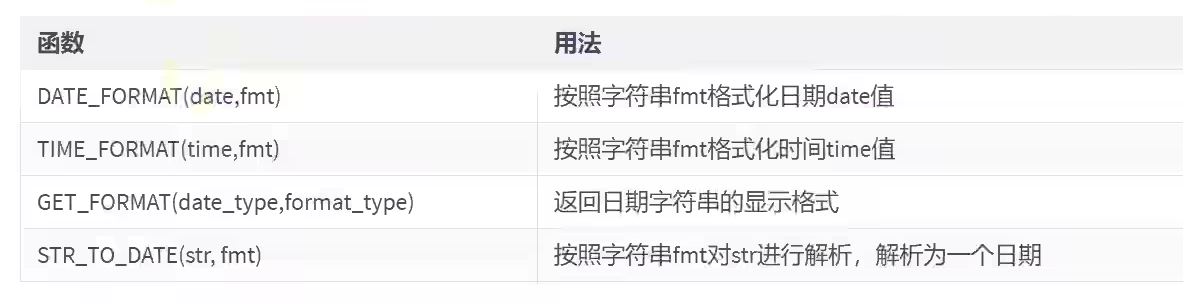 函数 用法
DATE_FORMAT(date,fmt) 按照字符串fmt格式化日期date值
TIME_FORMAT(time,fmt) 按照字符串fmt格式化时间time值
GET_FORMAT(date_type,format_type) 返回日期字符串的显示格式
STR_TO_DATE(str, fmt) 按照字符串fmt对str进行解析，解析为一个日期